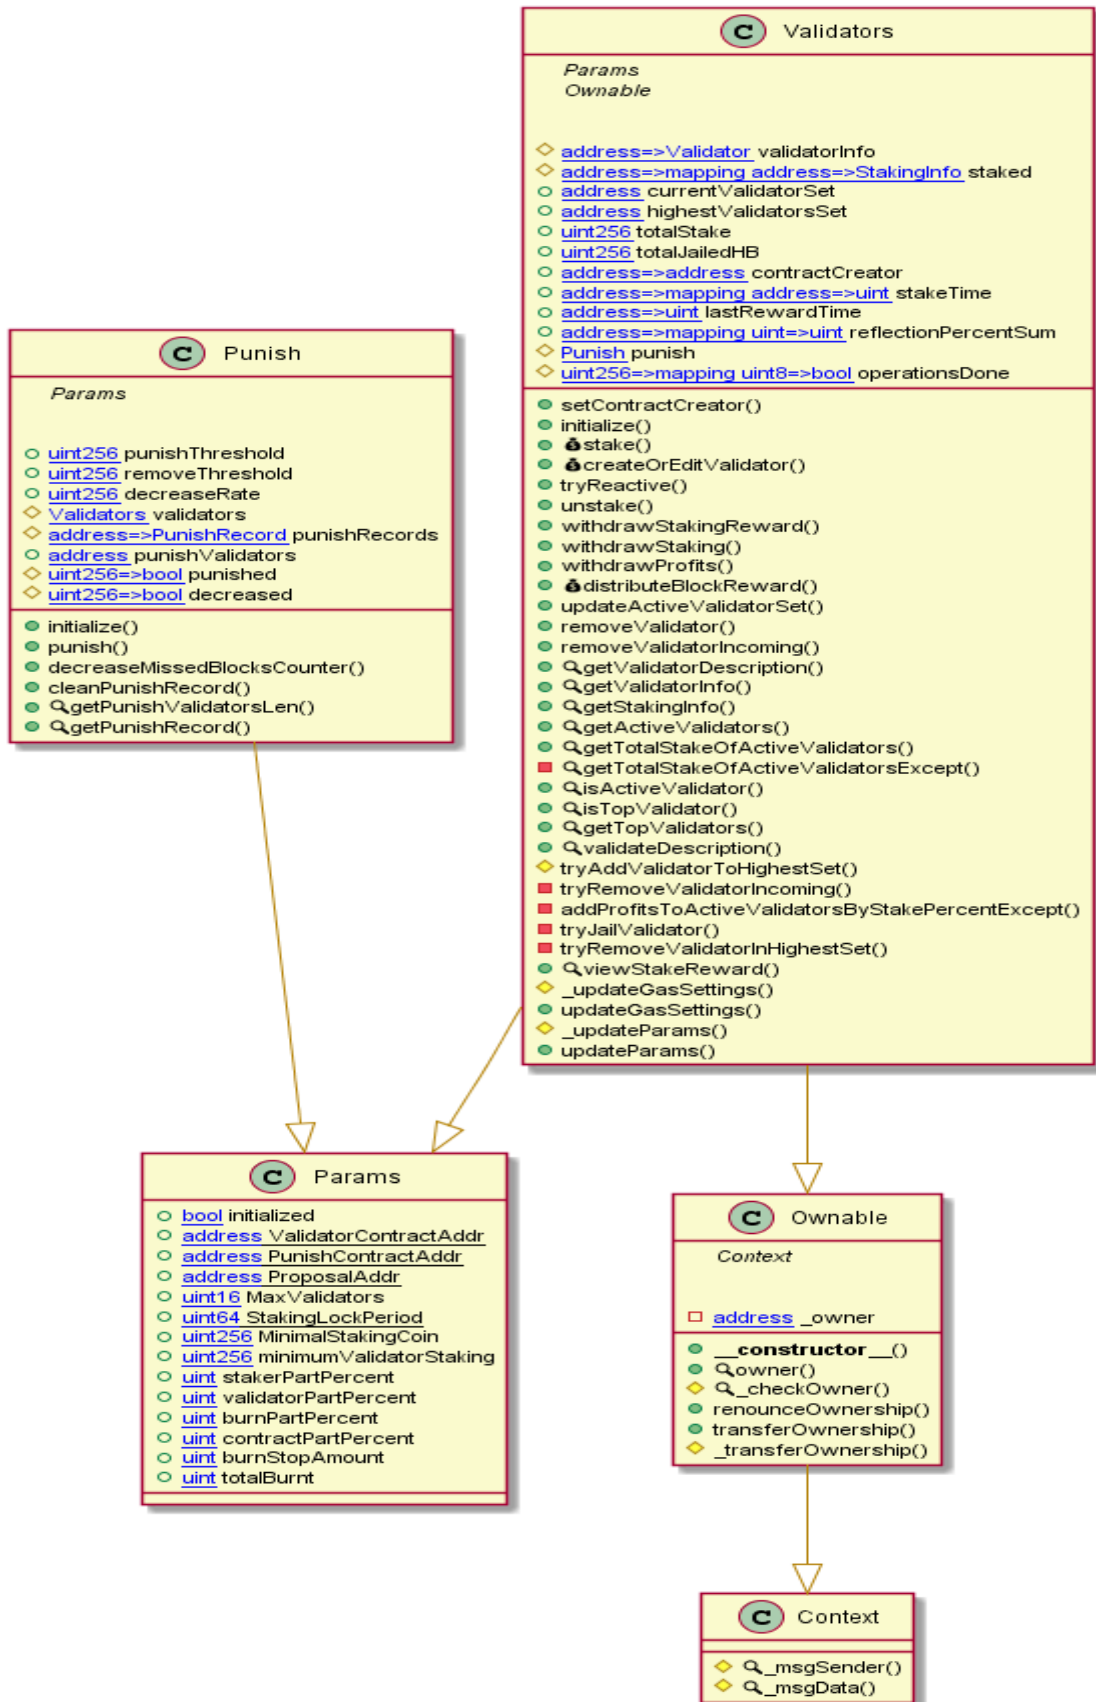 C Validators
Params
Ownable
address=>Validator validatorInfo
address=>mapping address=>StakingInfo staked
address currentValidatorSet
address highestValidatorsSet
uint256 totalStake
uint256 totalJailedHB
address=>address contractCreator
address=>mapping address=>uint stakeTime
address=>uint lastRewardTime
address=>mapping uint=>uint reflectionPercentSum
Punish punish
uint256=>mapping uint8=>bool operationsDone
setContractCreator()
initialize()
stake()
createOrEditValidator()
tryReactive()
unstake()
withdrawStakingReward()
withdrawStaking()
withdrawProfits()
distributeBlockReward()
updateActiveValidatorSet()
removeValidator()
removeValidatorIncoming()
getValidatorDescription()
getValidatorInfo()
getStakingInfo()
getActiveValidators()
getTotalStakeOfActiveValidators()
getTotalStakeOfActiveValidatorsExcept()
isActiveValidator()
isTopValidator()
getTopValidators()
validateDescription()
tryAddValidatorToHighestSet()
tryRemoveValidatorIncoming()
addProfitsToActiveValidatorsByStakePercentExcept()
tryJailValidator()
tryRemoveValidatorInHighestSet()
viewStakeReward()
_updateGasSettings()
updateGasSettings()
_updateParams()
updateParams()
C Punish
Params
uint256 punishThreshold
uint256 removeThreshold
uint256 decreaseRate
Validators validators
address=>PunishRecord punishRecords
address punishValidators
uint256=>bool punished
uint256=>bool decreased
initialize()
punish()
decreaseMissedBlocksCounter()
cleanPunishRecord()
getPunishValidatorsLen()
getPunishRecord()
C Params
bool initialized
address ValidatorContractAddr
address PunishContractAddr
address ProposalAddr
uint16 MaxValidators
uint64 StakingLockPeriod
uint256 MinimalStakingCoin
uint256 minimumValidatorStaking
uint stakerPartPercent
uint validatorPartPercent
uint burnPartPercent
uint contractPartPercent
uint burnStopAmount
uint totalBurnt
C Ownable
Context
address _owner
__constructor__()
owner()
_checkOwner()
renounceOwnership()
transferOwnership()
_transferOwnership()
C Context
_msgSender()
_msgData()